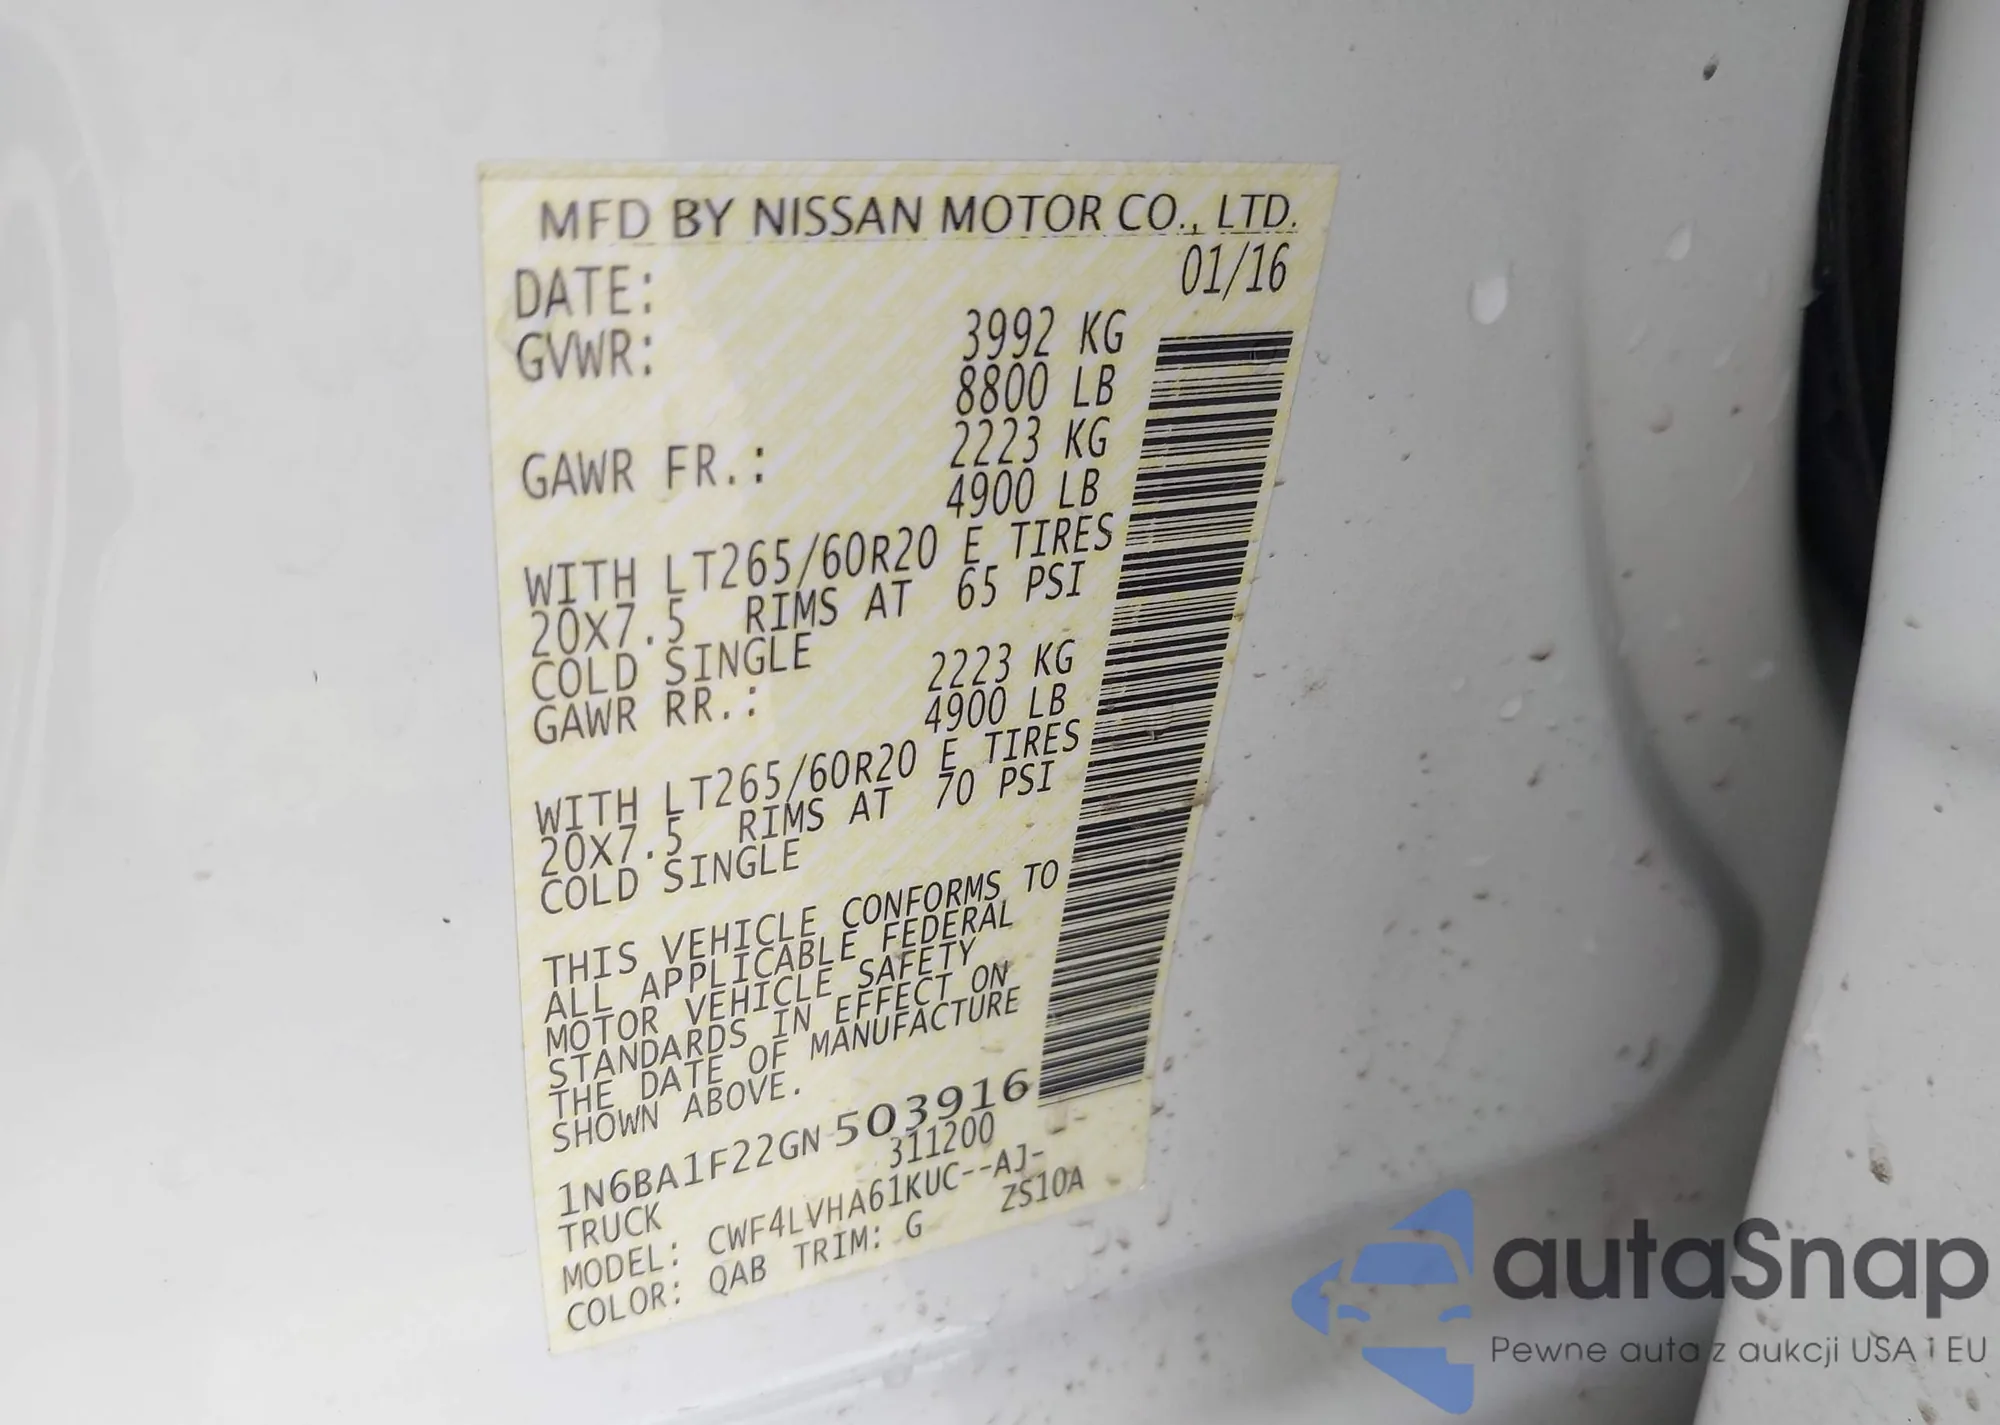 MFD BY NISSAN MOTOR CO., LTD.
DATE: 01/16
GVWR: 3992 KG
8800 LB
GAWR FR.: 2223 KG
4900 LB
WITH LT265/60R20 E TIRES
20X7.5 RIMS AT 65 PSI
COLD SINGLE
GAWR RR.: 2223 KG
4900 LB
WITH LT265/60R20 E TIRES
20X7.5 RIMS AT 70 PSI
COLD SINGLE
THIS VEHICLE CONFORMS TO
ALL APPLICABLE FEDERAL
MOTOR VEHICLE SAFETY
STANDARDS IN EFFECT ON
THE DATE OF MANUFACTURE
SHOWN ABOVE.
1N6BA1F22GN 503916
TRUCK 311200
MODEL: CWF4LVHA61KUC--AJ-
COLOR: QAB TRIM: G ZS10A
autaSnap
Pewne auta z aukcji USA i EU